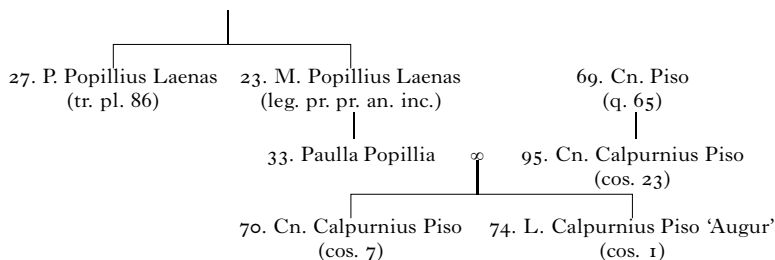 27. P. Popillius Laenas 23. M. Popillius Laenas 69. Cn. Piso
(tr. pl. 86) (leg. pr. pr. an. inc.) (q. 65)
33. Paulla Popillia ∞ 95. Cn. Calpurnius Piso
(cos. 23)
70. Cn. Calpurnius Piso 74. L. Calpurnius Piso ‘Augur’
(cos. 7) (cos. 1)